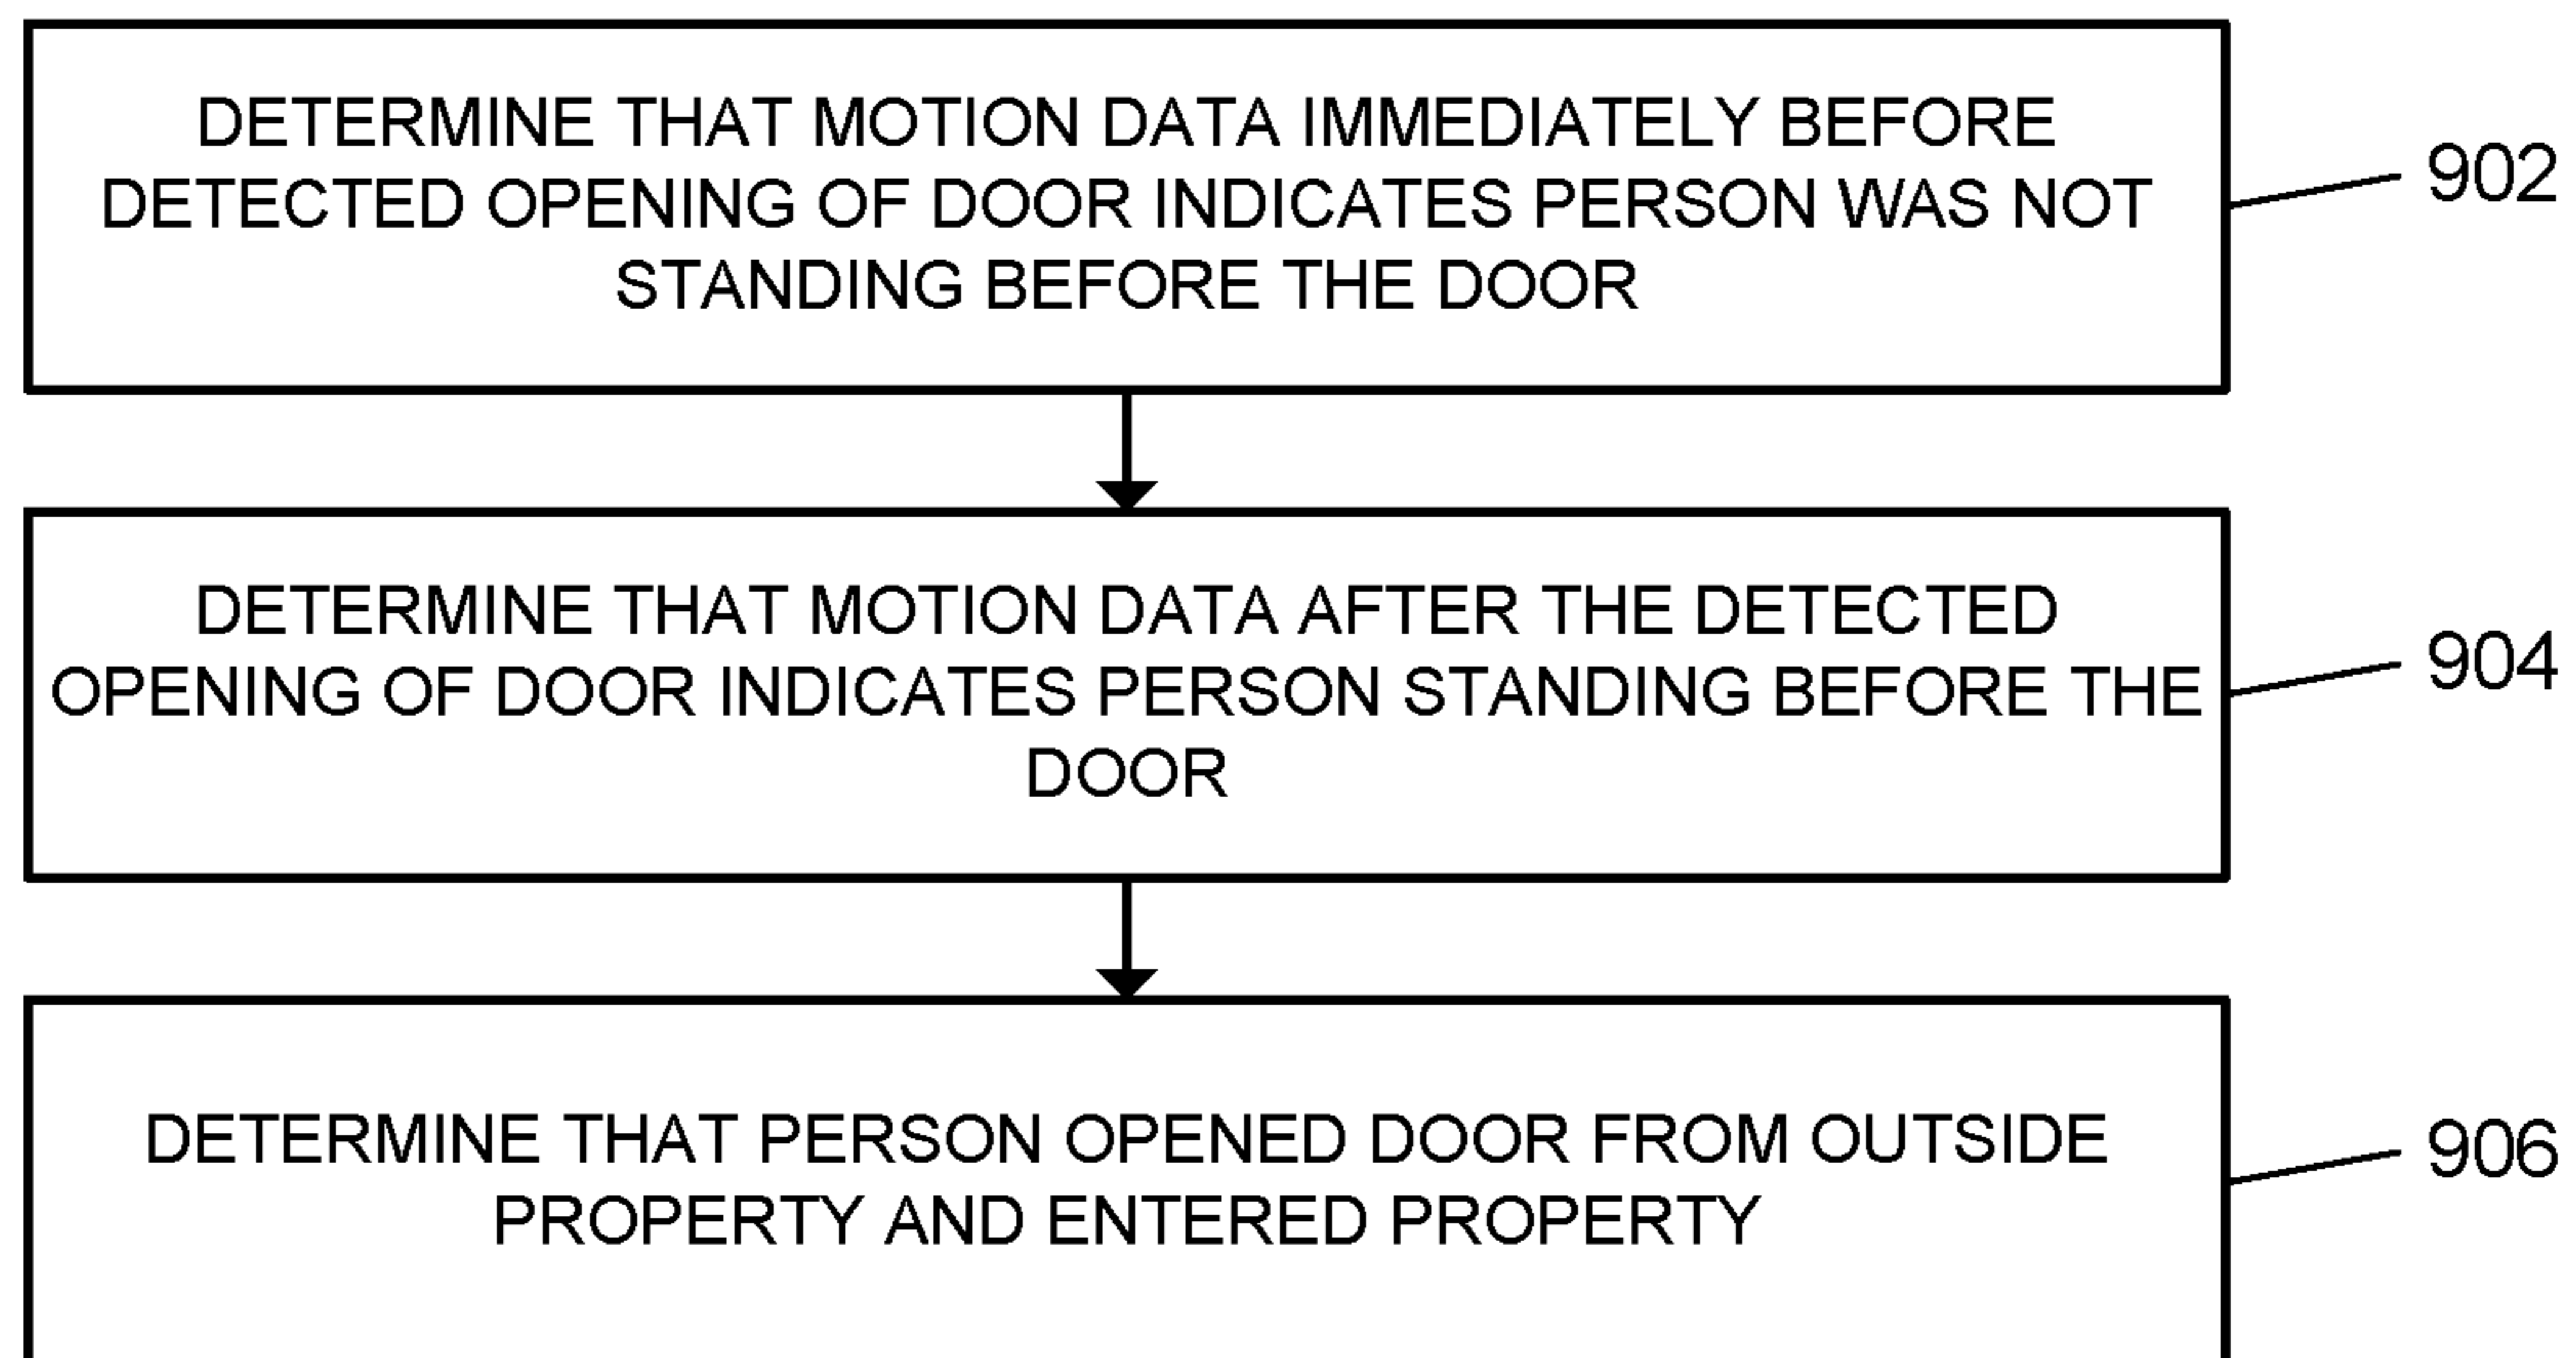 DETERMINE THAT MOTION DATA IMMEDIATELY BEFORE
DETECTED OPENING OF DOOR INDICATES PERSON WAS NOT
STANDING BEFORE THE DOOR
902
DETERMINE THAT MOTION DATA AFTER THE DETECTED
OPENING OF DOOR INDICATES PERSON STANDING BEFORE THE
DOOR
904
DETERMINE THAT PERSON OPENED DOOR FROM OUTSIDE
PROPERTY AND ENTERED PROPERTY
906